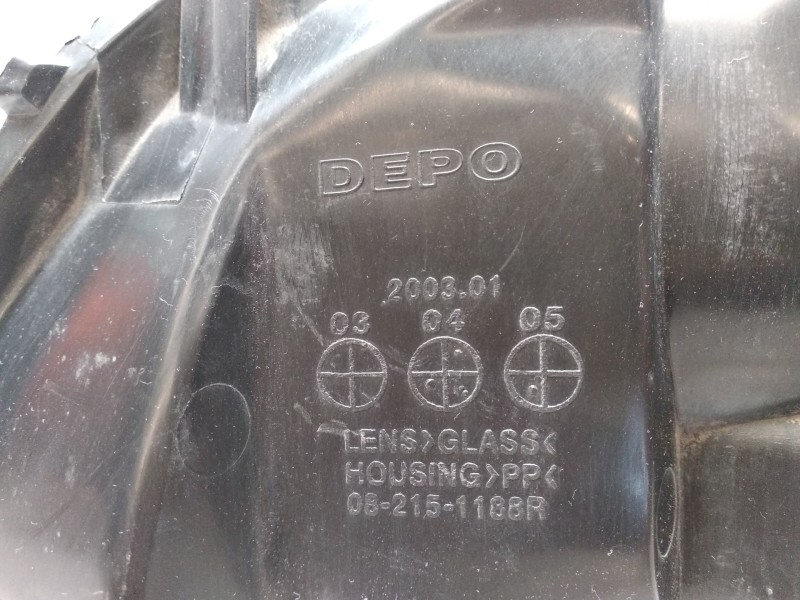 DEPO
2003.01
03 04 05
LENS>GLASS<
HOUSING>PP<
08-215-1188R